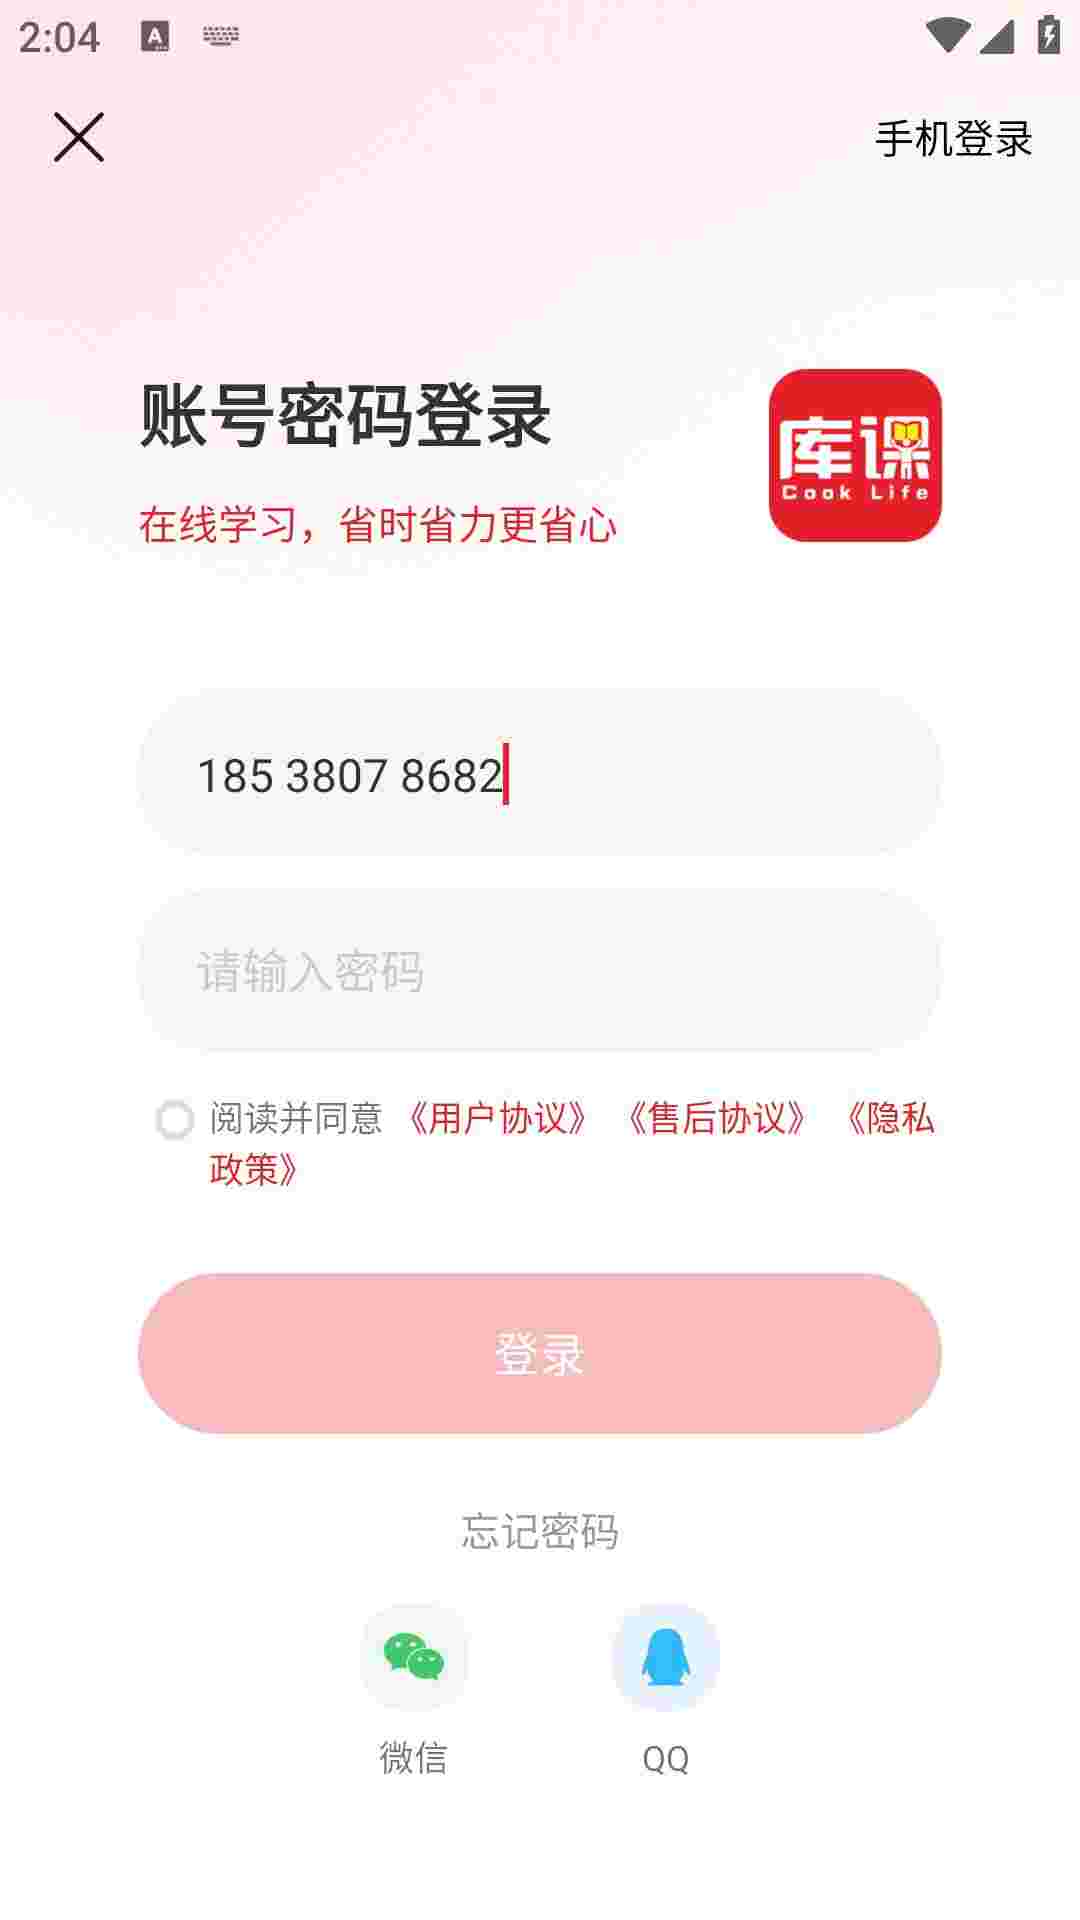 2:04
手机登录
账号密码登录
库课
Cook Life
在线学习，省时省力更省心
185 3807 8682
请输入密码
阅读并同意 《用户协议》 《售后协议》 《隐私
政策》
登录
忘记密码
微信 QQ